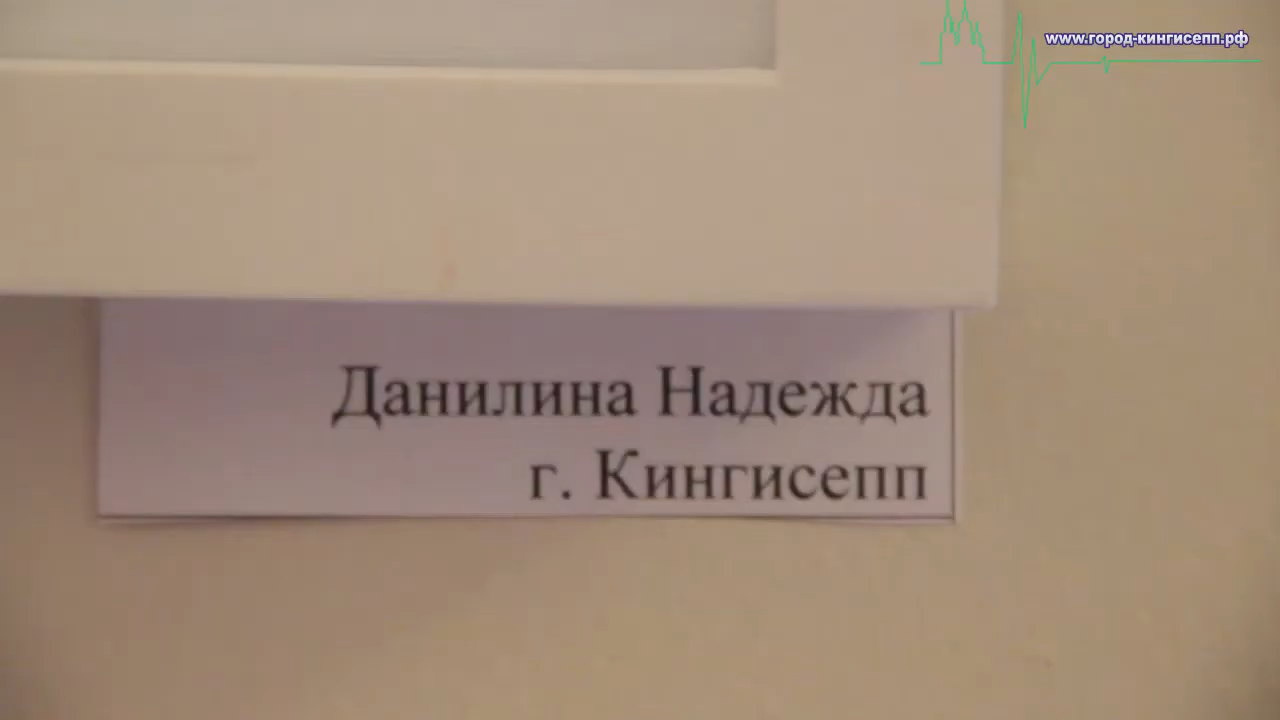 www.город-кингисепп.рф
Данилина Надежда
г. Кингисепп